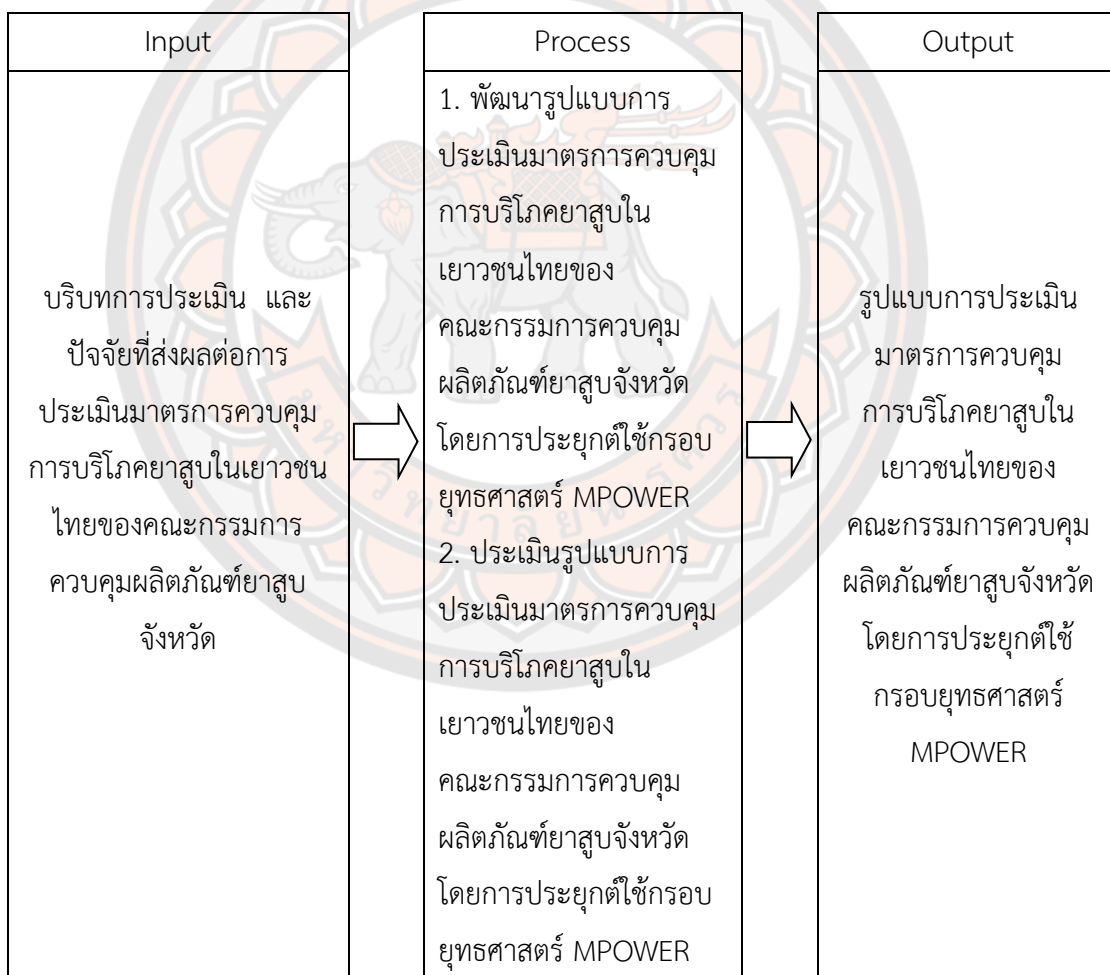 Input
บริบทการประเมิน และ
ปัจจัยที่ส่งผลต่อการ
ประเมินมาตรการควบคุม
การบริโภคยาสูบในเยาวชน
ไทยของคณะกรรมการ
ควบคุมผลิตภัณฑ์ยาสูบ
จังหวัด
Process
1. พัฒนารูปแบบการ
ประเมินมาตรการควบคุม
การบริโภคยาสูบใน
เยาวชนไทยของ
คณะกรรมการควบคุม
ผลิตภัณฑ์ยาสูบจังหวัด
โดยการประยุกต์ใช้กรอบ
ยุทธศาสตร์ MPOWER
2. ประเมินรูปแบบการ
ประเมินมาตรการควบคุม
การบริโภคยาสูบใน
เยาวชนไทยของ
คณะกรรมการควบคุม
ผลิตภัณฑ์ยาสูบจังหวัด
โดยการประยุกต์ใช้กรอบ
ยุทธศาสตร์ MPOWER
Output
รูปแบบการประเมิน
มาตรการควบคุม
การบริโภคยาสูบใน
เยาวชนไทยของ
คณะกรรมการควบคุม
ผลิตภัณฑ์ยาสูบจังหวัด
โดยการประยุกต์ใช้
กรอบยุทธศาสตร์
MPOWER
มหาวิทยาลัยนเรศวร